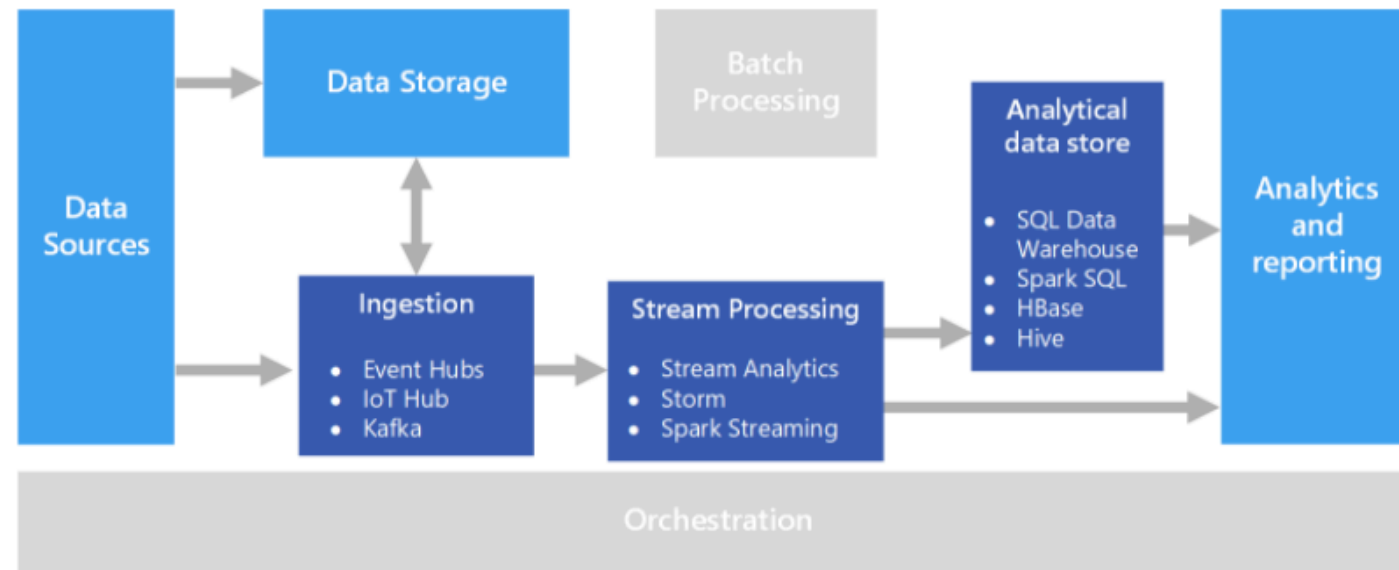 Data
Sources
Data Storage
Batch
Processing
Ingestion
• Event Hubs
• IoT Hub
• Kafka
Stream Processing
• Stream Analytics
• Storm
• Spark Streaming
Analytical
data store
• SQL Data
Warehouse
• Spark SQL
• HBase
• Hive
Analytics
and
reporting
Orchestration